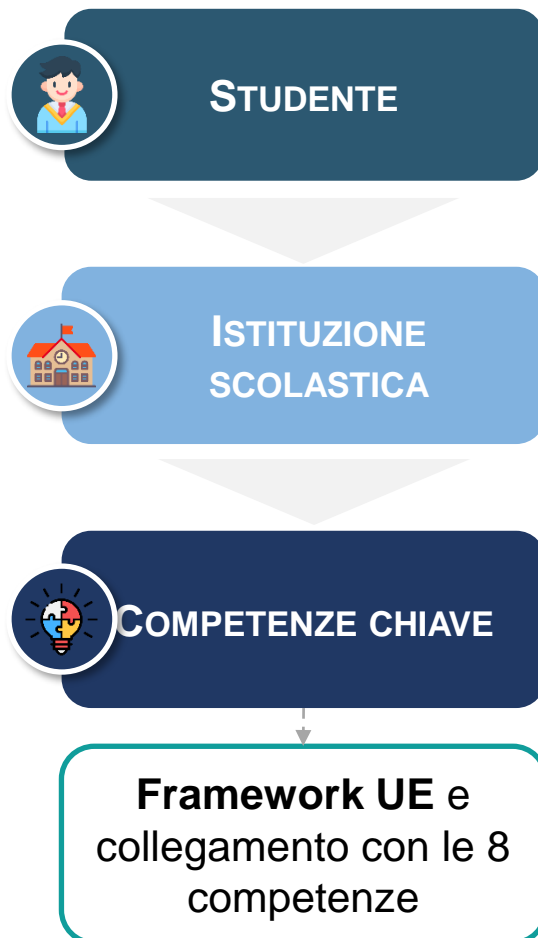 STUDENTE
ISTITUZIONE
SCOLASTICA
COMPETENZE CHIAVE
Framework UE e
collegamento con le 8
competenze